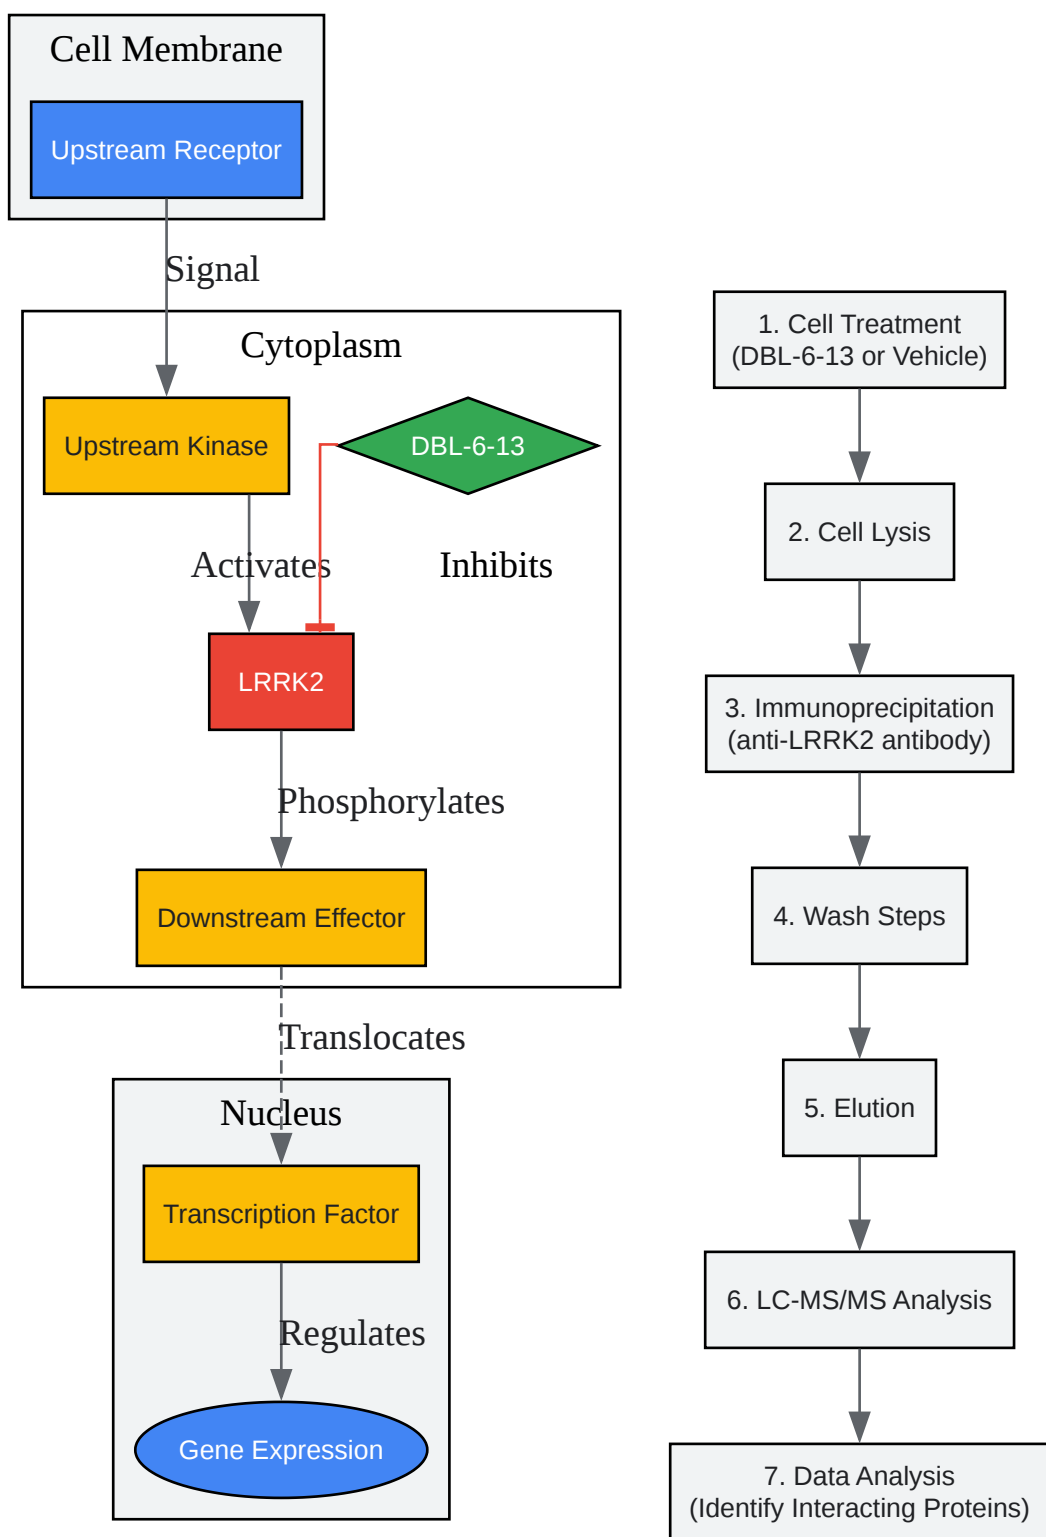 Cell Membrane
Upstream Receptor
Signal
Cytoplasm
Upstream Kinase
DBL-6-13
Activates
Inhibits
LRRK2
Phosphorylates
Downstream Effector
Translocates
Nucleus
Transcription Factor
Regulates
Gene Expression
1. Cell Treatment
(DBL-6-13 or Vehicle)
2. Cell Lysis
3. Immunoprecipitation
(anti-LRRK2 antibody)
4. Wash Steps
5. Elution
6. LC-MS/MS Analysis
7. Data Analysis
(Identify Interacting Proteins)